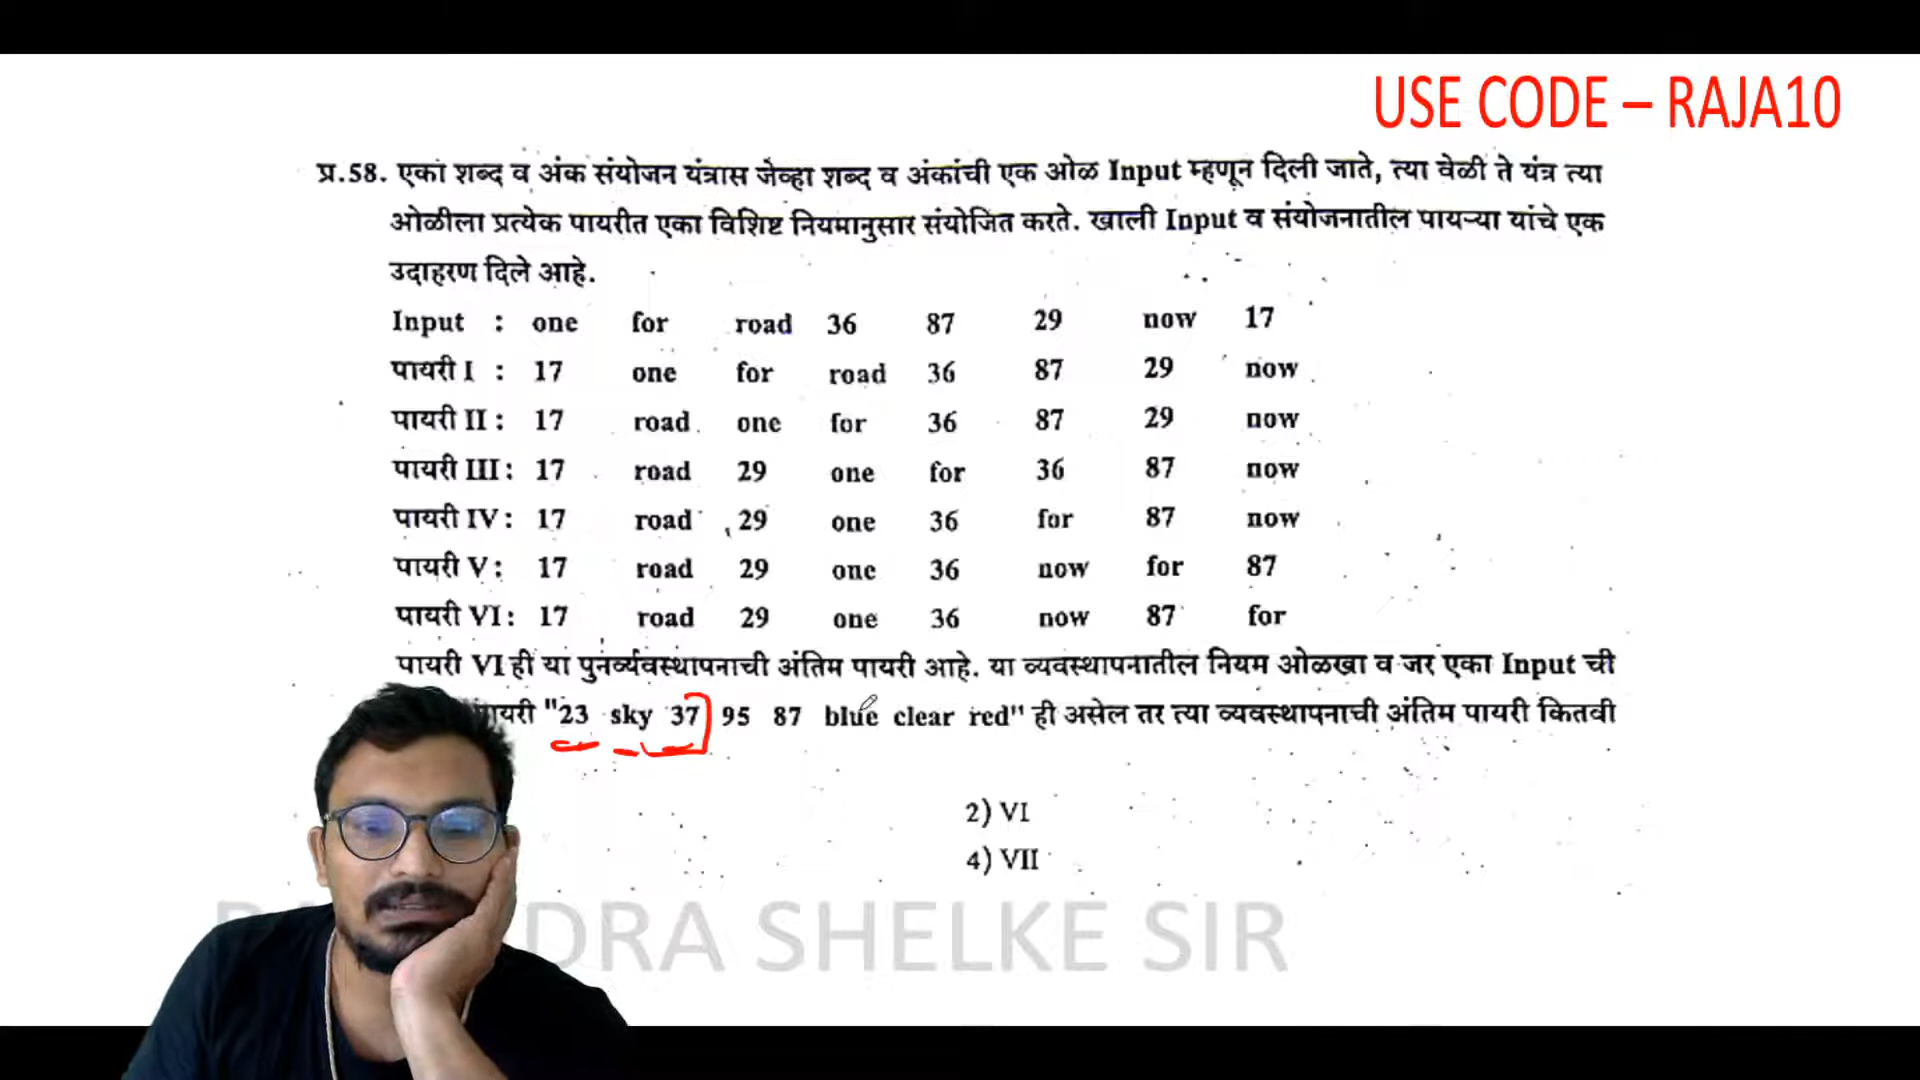 USE CODE – RAJA10
प्र.58. एका शब्द व अंक संयोजन यंत्रास जेव्हा शब्द व अंकांची एक ओळ Input म्हणून दिली जाते, त्या वेळी ते यंत्र त्या
ओळीला प्रत्येक पायरीत एका विशिष्ट नियमानुसार संयोजित करते. खाली Input व संयोजनातील पायऱ्या यांचे एक
उदाहरण दिले आहे.
Input : one for road 36 87 29 now 17
पायरी I : 17 one for road 36 87 29 now
पायरी II : 17 road one for 36 87 29 now
पायरी III : 17 road 29 one for 36 87 now
पायरी IV : 17 road 29 one 36 for 87 now
पायरी V : 17 road 29 one 36 now for 87
पायरी VI : 17 road 29 one 36 now 87 for
पायरी VI ही या पुनर्व्यवस्थापनाची अंतिम पायरी आहे. या व्यवस्थापनातील नियम ओळखा व जर एका Input ची
"23 sky 37 95 87 blue clear red" ही असेल तर त्या व्यवस्थापनाची अंतिम पायरी कितवी
2) VI
4) VII
SHELKE SIR